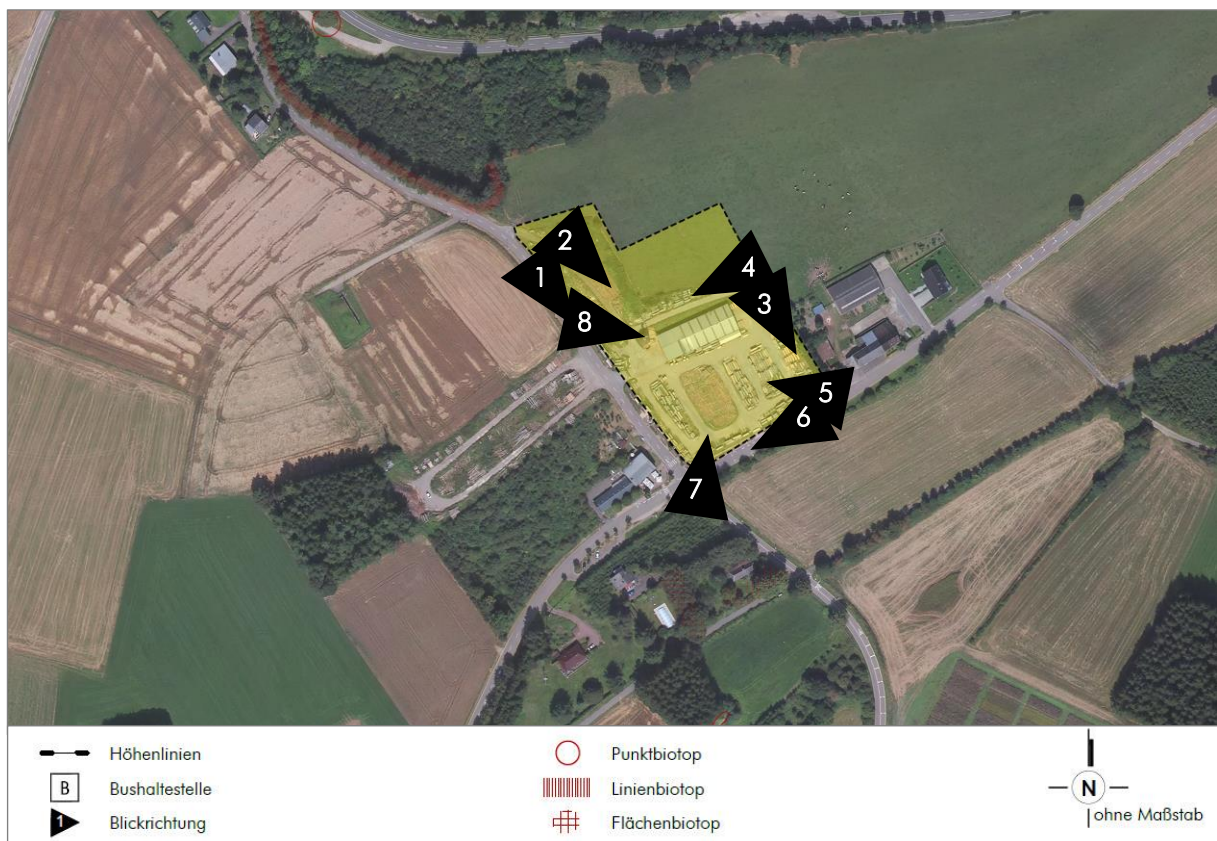 2
4
1
3
8
5
6
7
Höhenlinien
Punktbiotop
B
Bushaltestelle
Linienbiotop
N
1
Blickrichtung
Flächenbiotop
ohne Maßstab